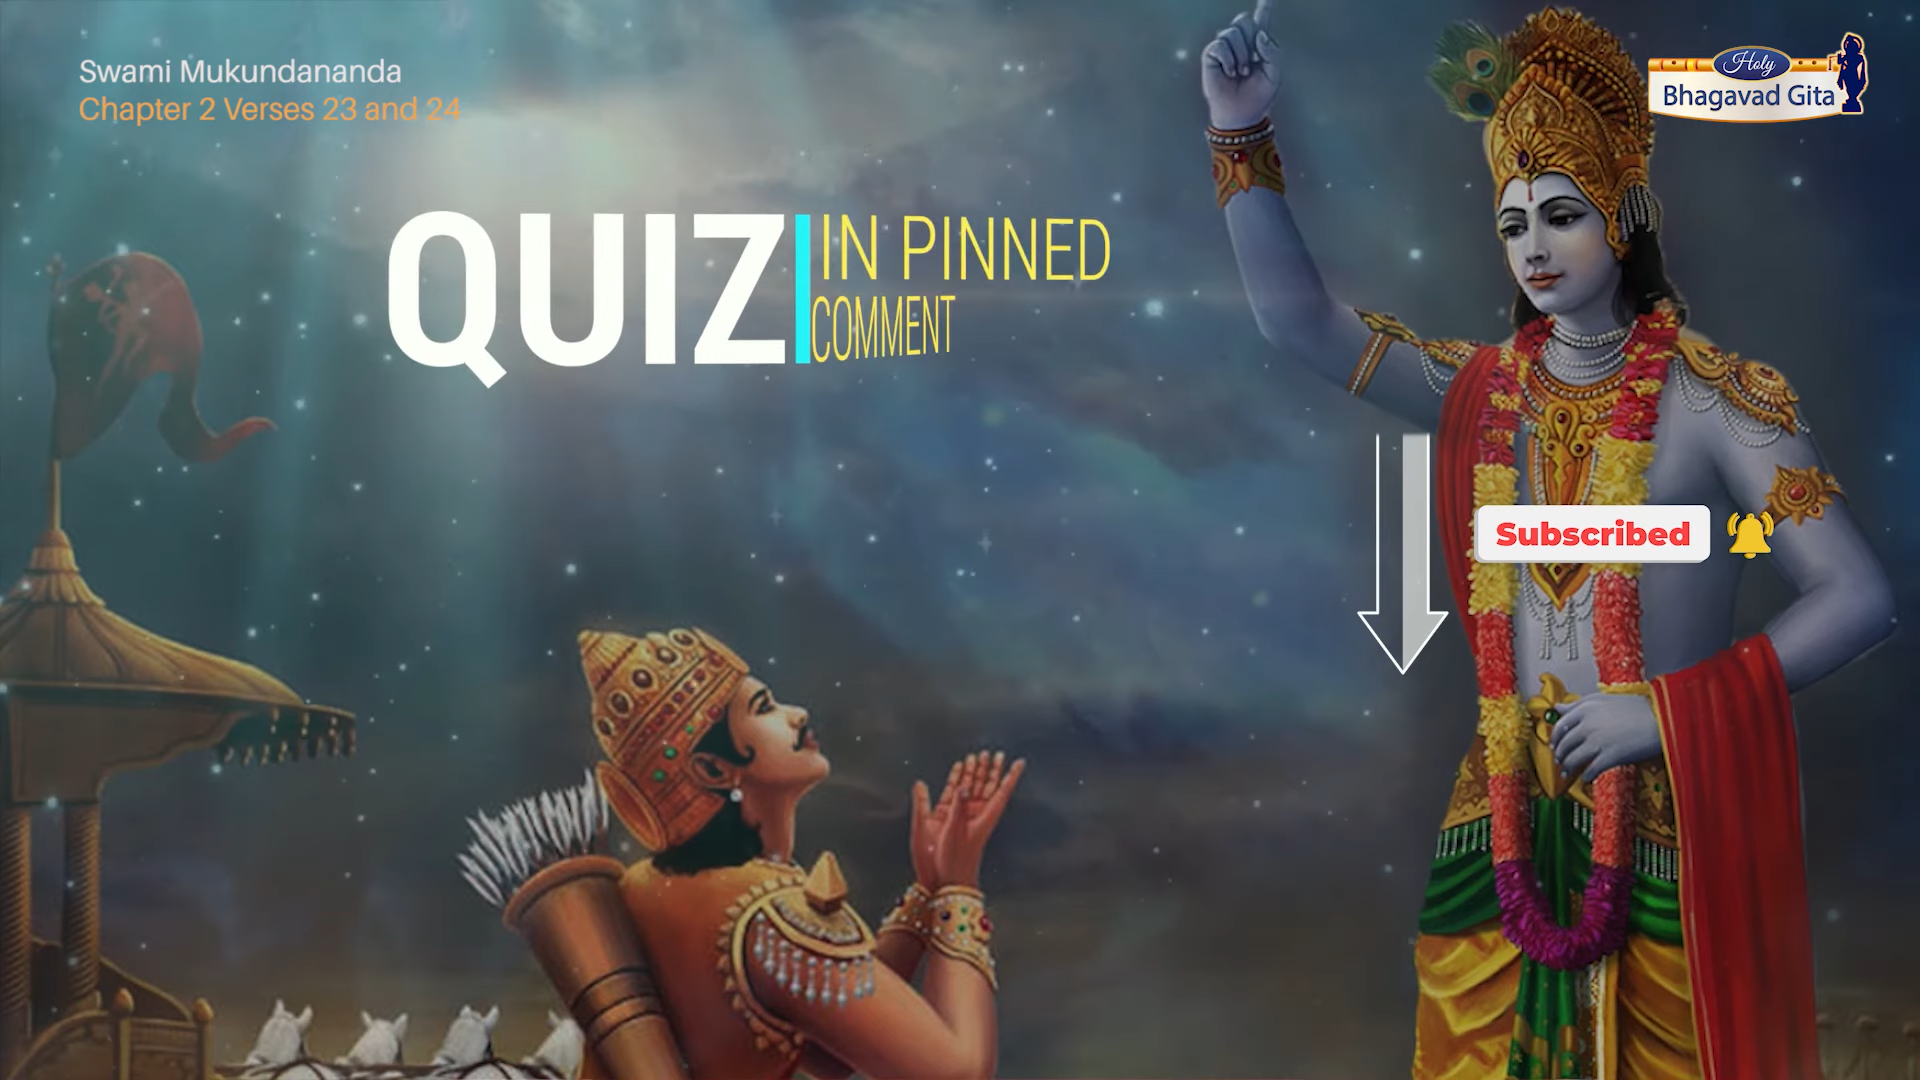 Swami Mukundananda
Chapter 2 Verses 23 and 24
Holy
Bhagavad Gita
QUIZ
IN PINNED
COMMENT
Subscribed